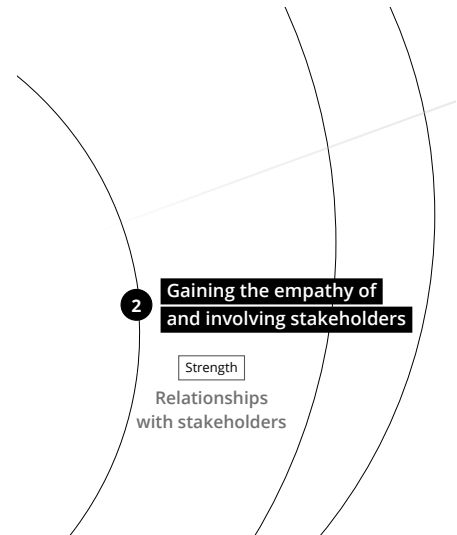 2
Gaining the empathy of
and involving stakeholders
Strength
Relationships
with stakeholders